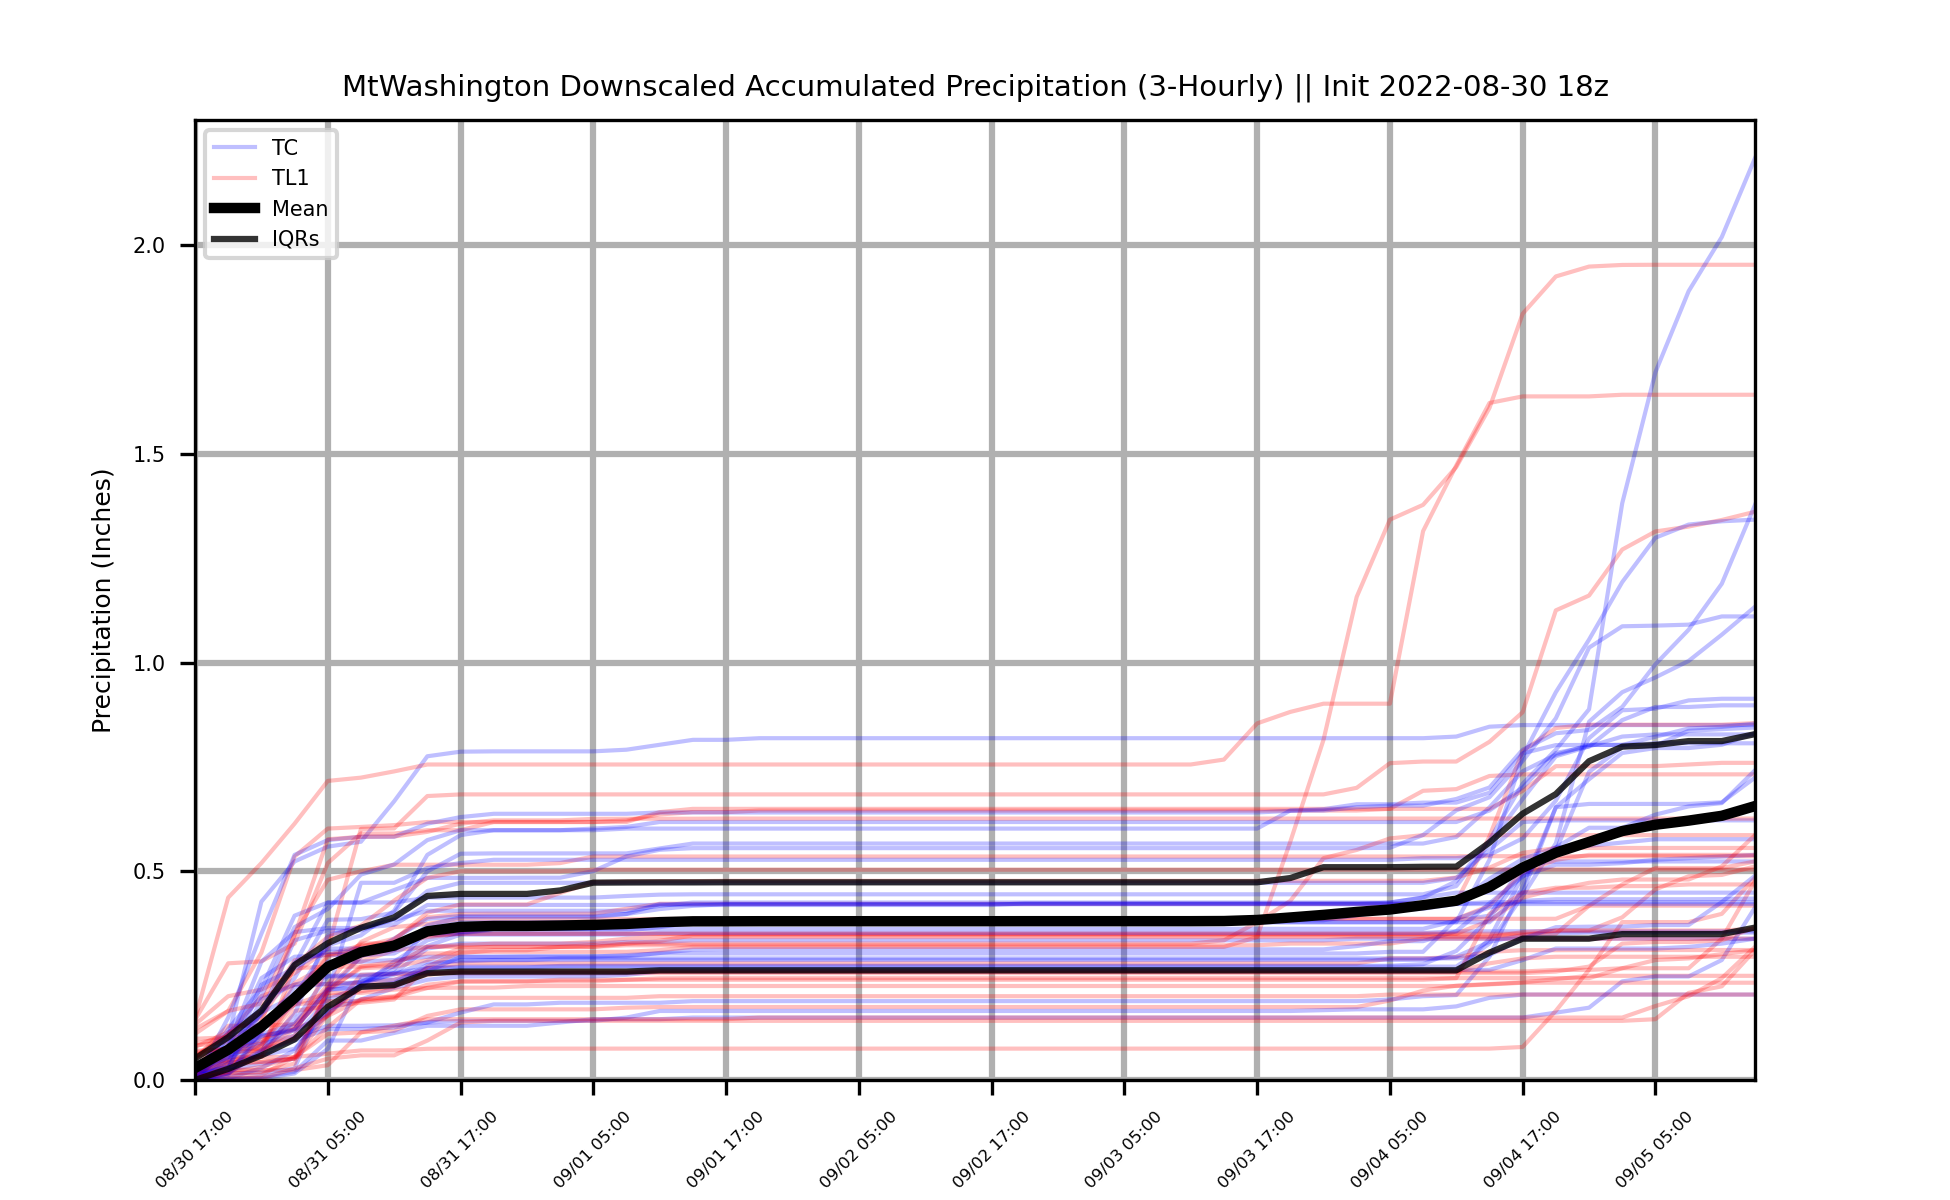 MtWashington Downscaled Accumulated Precipitation (3-Hourly) || Init 2022-08-30 18z
TC
TL1
Mean
IQRs
Precipitation (Inches)
2.0
1.5
1.0
0.5
0.0
08/30 17:00
08/31 05:00
08/31 17:00
09/01 05:00
09/01 17:00
09/02 05:00
09/02 17:00
09/03 05:00
09/03 17:00
09/04 05:00
09/04 17:00
09/05 05:00